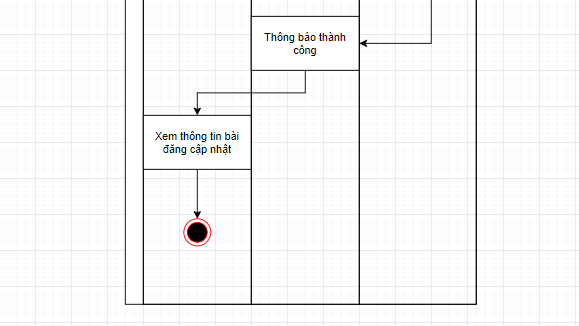 Thông báo thành
công
Xem thông tin bài
đăng cập nhật